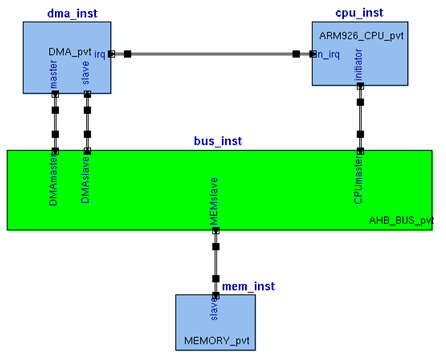 dma_inst
cpu_inst
DMA_pvt
master
slave
irq
n_irq
ARM926_CPU_pvt
initiator
bus_inst
DMAmaster
DMAslave
MEMslave
CPUmaster
AHB_BUS_pvt
mem_inst
slave
MEMORY_pvt